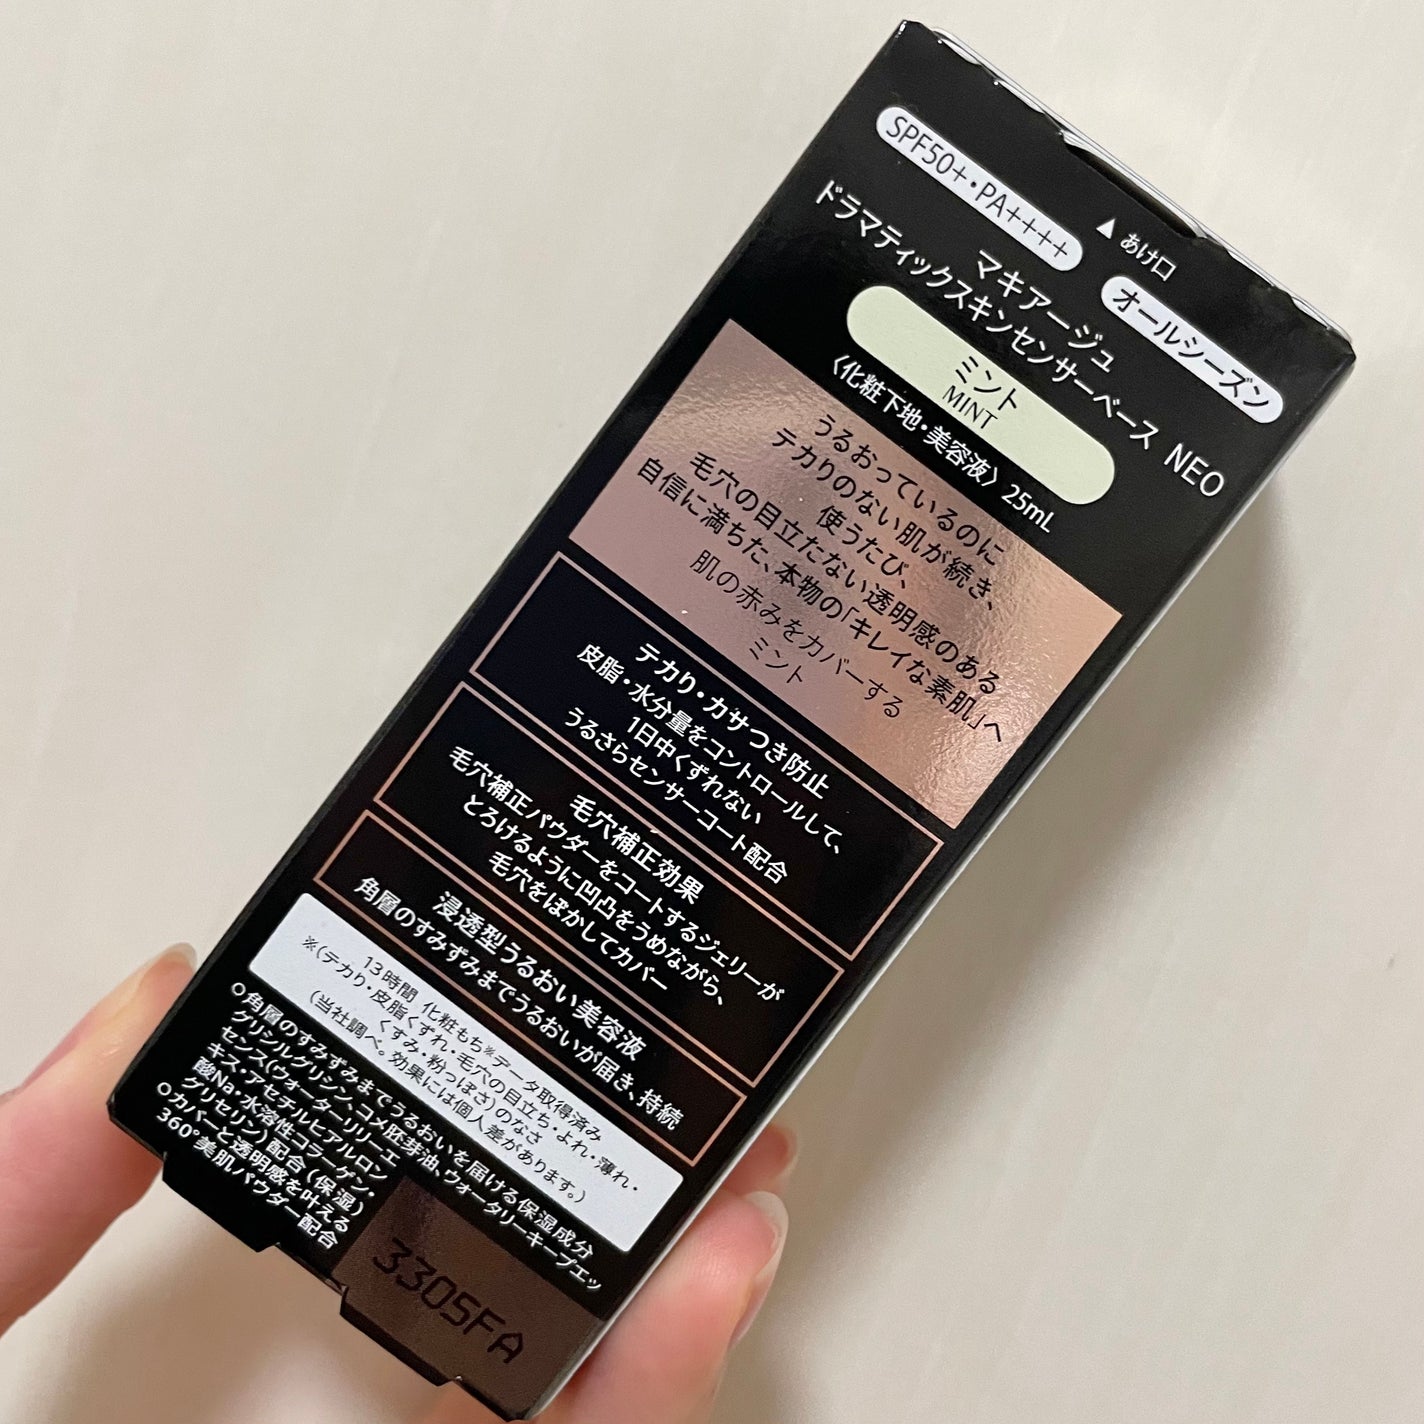 ▲ あけ口
SPF50+・PA++++
オールシーズン
マキアージュ
ドラマティックスキンセンサーベース NEO
ミント
MINT
〈化粧下地・美容液〉25mL
うるおっているのに
テカりのない肌が続き、
使うたび、
毛穴の目立たない透明感のある
自信に満ちた、本物の「キレイな素肌」へ
肌の赤みをカバーする
ミント
テカり・カサつき防止
皮脂・水分量をコントロールして、
1日中くずれない
うるさらセンサーコート配合
毛穴補正効果
毛穴補正パウダーをコートするジェリーが
とろけるように凹凸をうめながら、
毛穴をぼかしてカバー
浸透型うるおい美容液
角層のすみずみまでうるおいが届き、持続
13時間 化粧もち※データ取得済み
※(テカり・皮脂くずれ・毛穴の目立ち・よれ・薄れ・
くすみ・粉っぽさ)のなさ
(当社調べ。効果には個人差があります。)
○角層のすみずみまでうるおいを届ける保湿成分
グリシルグリシン、コメ胚芽油、ウォータリーキープエッ
センス(ウォーターリリーエ
キス・アセチルヒアルロン
酸Na・水溶性コラーゲン・
グリセリン)配合(保湿)
○カバーと透明感を叶える
360°美肌パウダー配合
3305FA